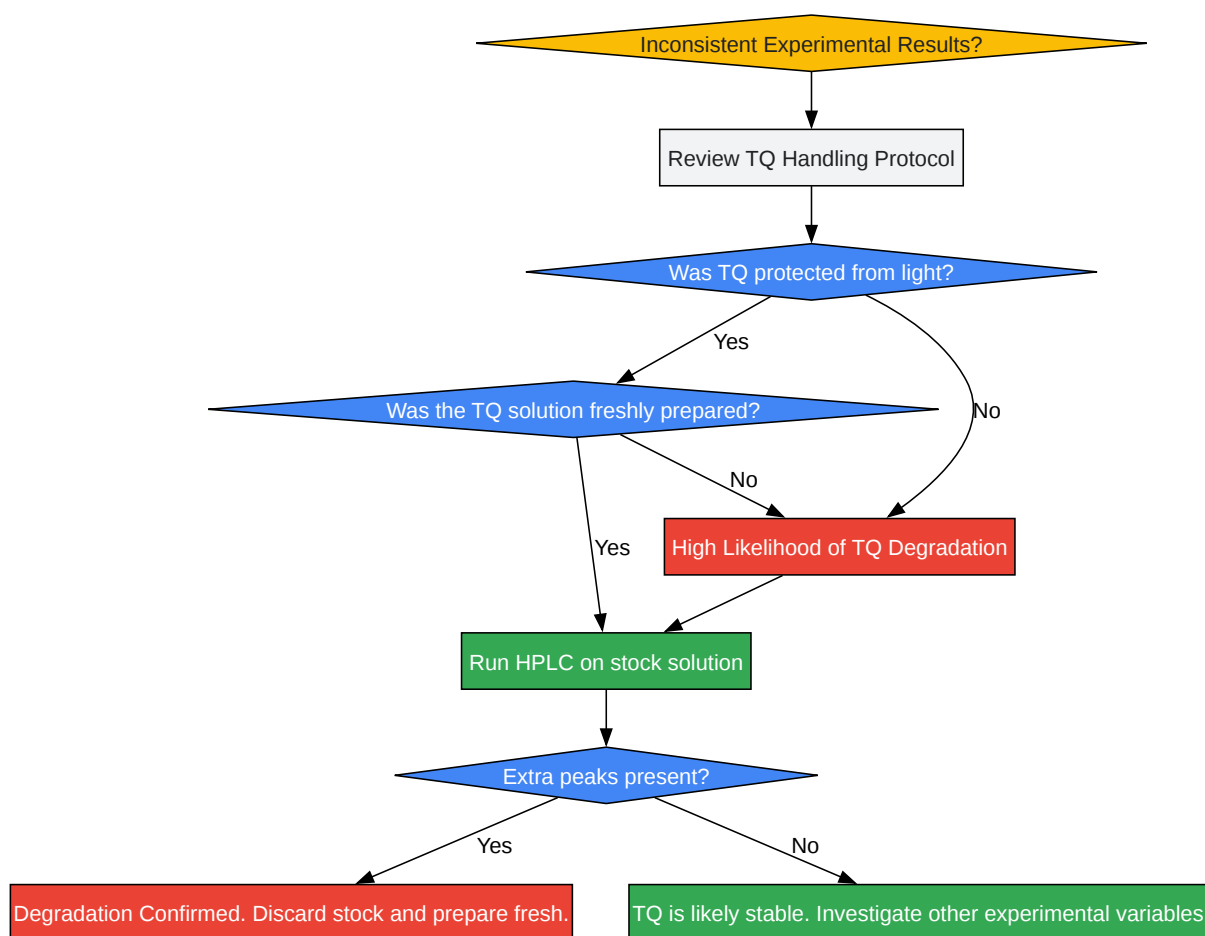 Inconsistent Experimental Results?
Review TQ Handling Protocol
Was TQ protected from light?
Yes
Was the TQ solution freshly prepared?
No
No
High Likelihood of TQ Degradation
Yes
Run HPLC on stock solution
Extra peaks present?
Yes
No
Degradation Confirmed. Discard stock and prepare fresh.
TQ is likely stable. Investigate other experimental variables